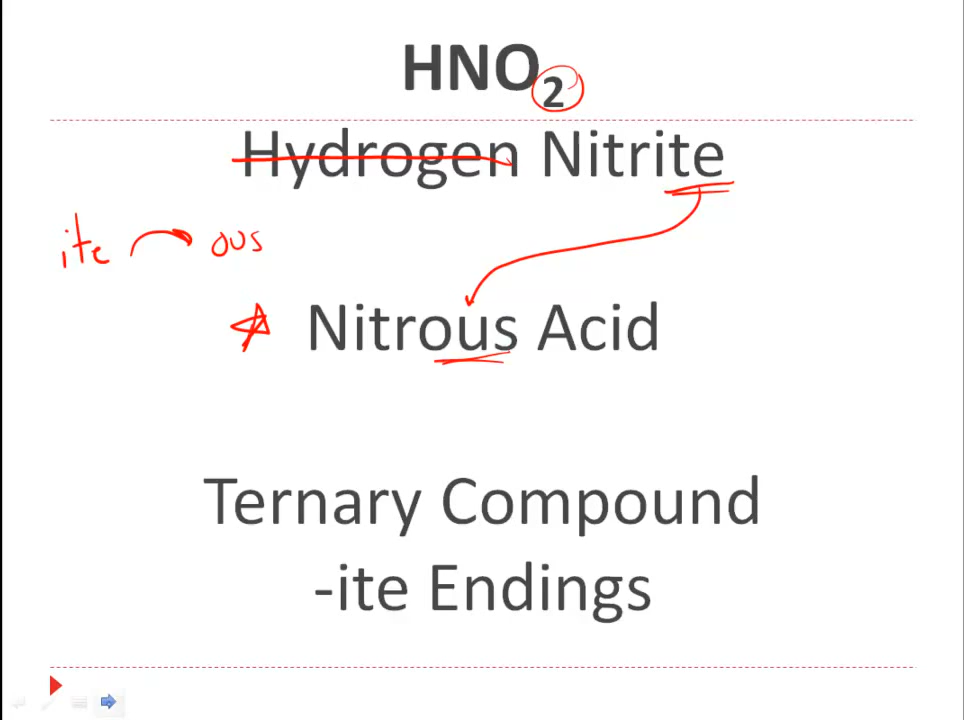 HNO₂
Hydrogen Nitrite
ite ous
Nitrous Acid
Ternary Compound
-ite Endings